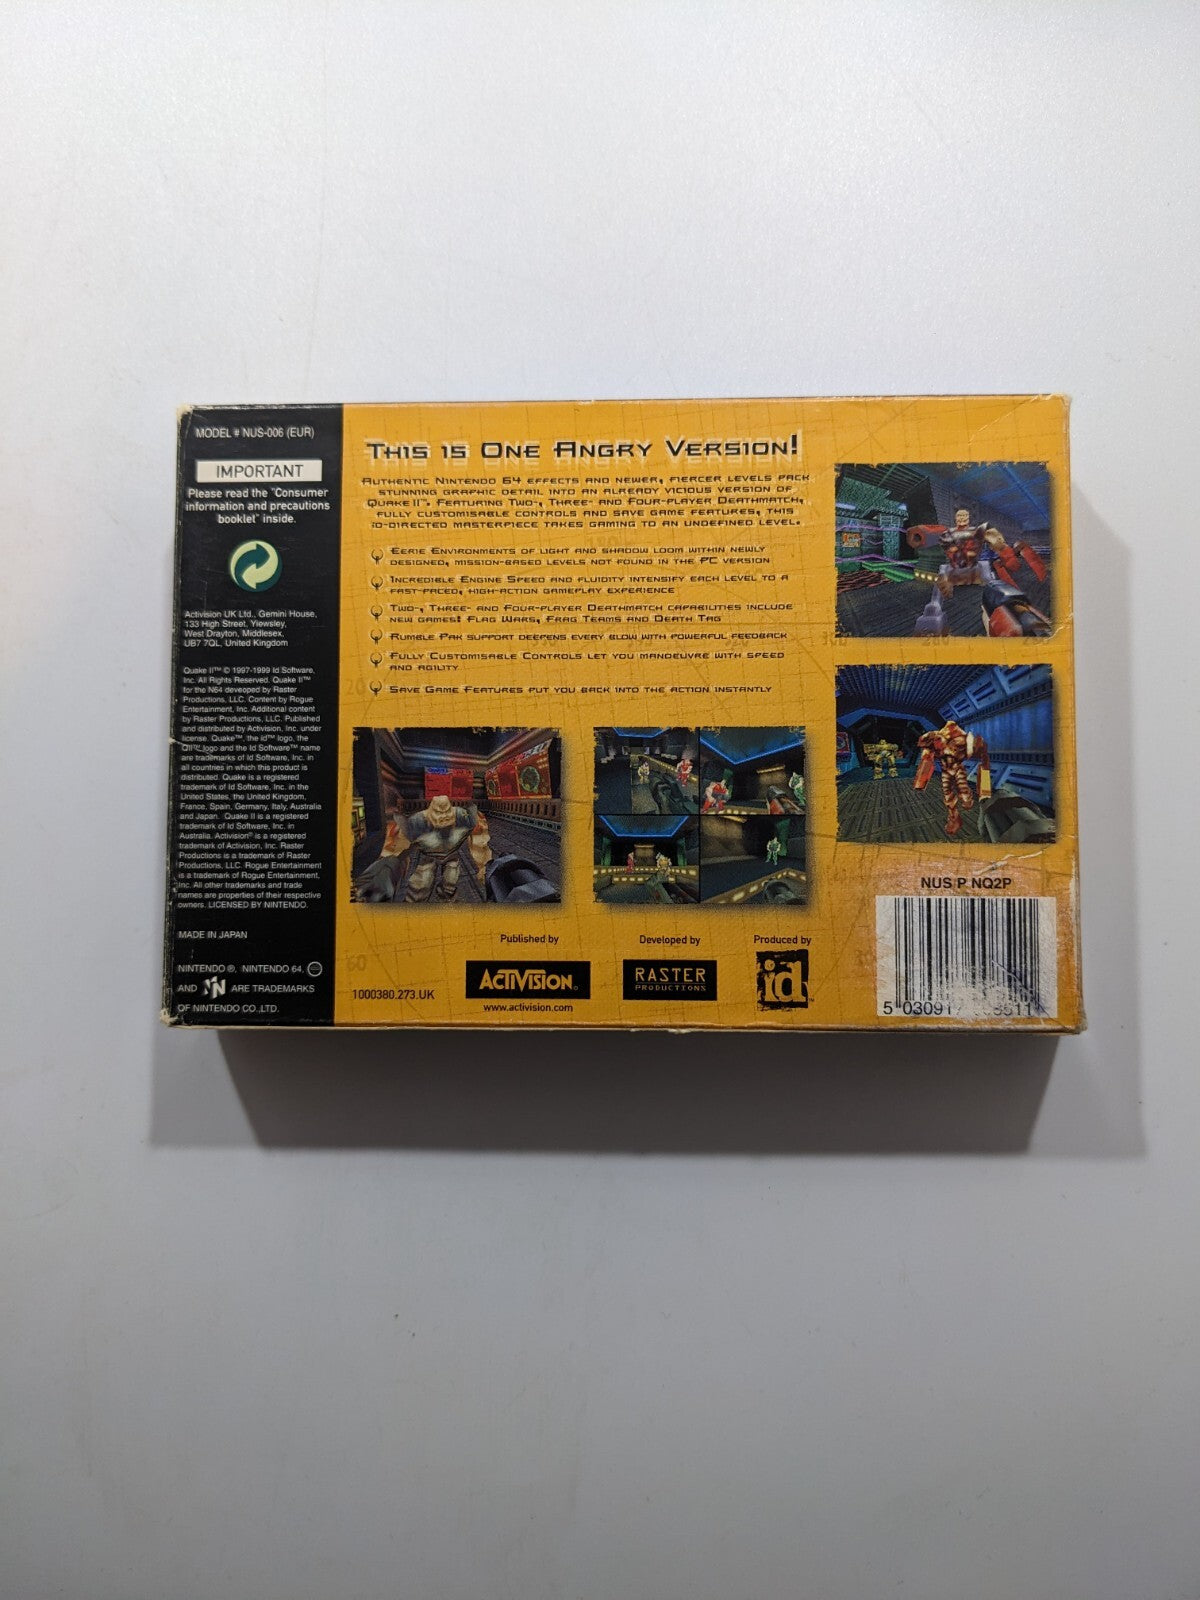 MODEL # NUS-006 (EUR)
IMPORTANT
Please read the "Consumer
information and precautions
booklet" inside.
Activision UK Ltd., Gemini House,
133 High Street, Yiewsley,
West Drayton, Middlesex,
UB7 7QL, United Kingdom
Quake II™ © 1997-1999 Id Software,
Inc. All Rights Reserved. Quake II™
for the N64 deveoped by Raster
Productions, LLC. Content by Rogue
Entertainment, Inc. Additional content
by Raster Productions, LLC. Published
and distributed by Activision, Inc. under
license. Quake™, the id™ logo, the
QII™ logo and the Id Software™ name
are trademarks of Id Software, Inc. in
all countries in which this product is
distributed. Quake is a registered
trademark of Id Software, Inc. in the
United States, the United Kingdom,
France, Spain, Germany, Italy, Australia
and Japan. Quake II is a registered
trademark of Id Software, Inc. in
Australia. Activision® is a registered
trademark of Activision, Inc. Raster
Productions is a trademark of Raster
Productions, LLC. Rogue Entertainment
is a trademark of Rogue Entertainment,
Inc. All other trademarks and trade
names are properties of their respective
owners. LICENSED BY NINTENDO.
MADE IN JAPAN
NINTENDO ®, NINTENDO 64,
AND N ARE TRADEMARKS
OF NINTENDO CO.,LTD.
THIS IS ONE ANGRY VERSION!
AUTHENTIC NINTENDO 64 EFFECTS AND NEWER, FIERCER LEVELS PACK
STUNNING GRAPHIC DETAIL INTO AN ALREADY VICIOUS VERSION OF
QUAKE II™. FEATURING TWO-, THREE- AND FOUR-PLAYER DEATHMATCH,
FULLY CUSTOMISABLE CONTROLS AND SAVE GAME FEATURES, THIS
ID-DIRECTED MASTERPIECE TAKES GAMING TO AN UNDEFINED LEVEL.
EERIE ENVIRONMENTS OF LIGHT AND SHADOW LOOM WITHIN NEWLY
DESIGNED, MISSION-BASED LEVELS NOT FOUND IN THE PC VERSION
INCREDIBLE ENGINE SPEED AND FLUIDITY INTENSIFY EACH LEVEL TO A
FAST-PACED, HIGH-ACTION GAMEPLAY EXPERIENCE
TWO-, THREE- AND FOUR-PLAYER DEATHMATCH CAPABILITIES INCLUDE
NEW GAMES! FLAG WARS, FRAG TEAMS AND DEATH TAG
RUMBLE PAK SUPPORT DEEPENS EVERY BLOW WITH POWERFUL FEEDBACK
FULLY CUSTOMISABLE CONTROLS LET YOU MANOEUVRE WITH SPEED
AND AGILITY
SAVE GAME FEATURES PUT YOU BACK INTO THE ACTION INSTANTLY
1000380.273.UK
Published by
ACTIVISION®
www.activision.com
Developed by
RASTER
PRODUCTIONS
Produced by
id™
NUS P NQ2P